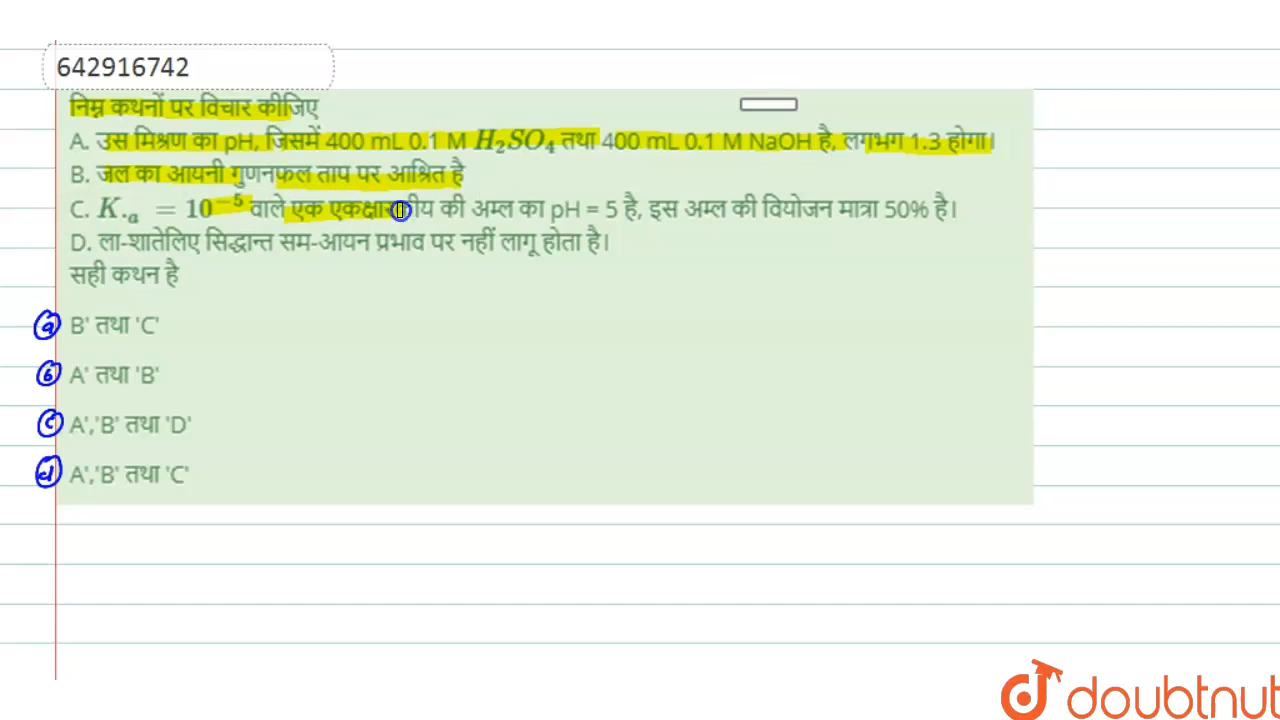 642916742
निम्न कथनों पर विचार कीजिए
A. उस मिश्रण का pH, जिसमें 400 mL 0.1 M H₂SO₄ तथा 400 mL 0.1 M NaOH है, लगभग 1.3 होगा।
B. जल का आयनी गुणनफल ताप पर आश्रित है
C. K.ₐ = 10⁻⁵ वाले एक एकक्षारकीय की अम्ल का pH = 5 है, इस अम्ल की वियोजन मात्रा 50% है।
D. ला-शातेलिए सिद्धान्त सम-आयन प्रभाव पर नहीं लागू होता है।
सही कथन है
a B' तथा 'C'
b A' तथा 'B'
c A','B' तथा 'D'
d A','B' तथा 'C'
doubtnut